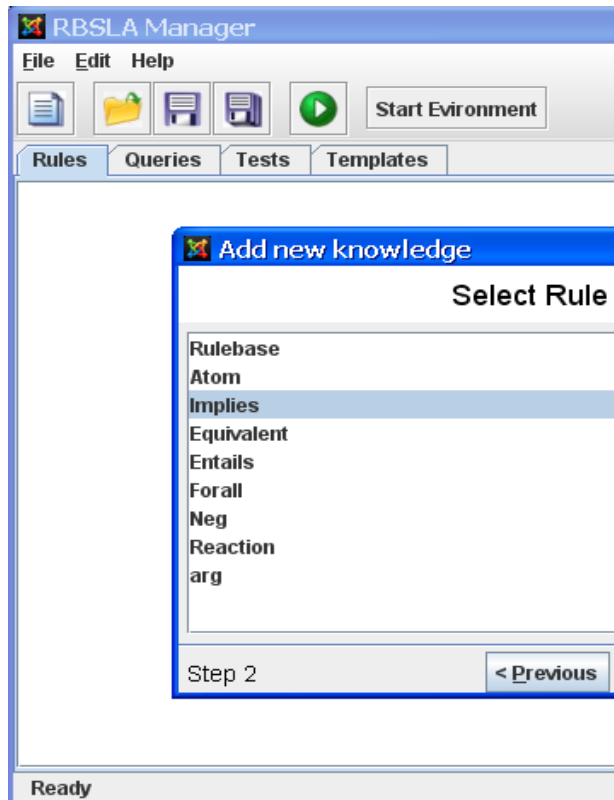 RBSLA Manager
File Edit Help
Start Evironment
Rules Queries Tests Templates
Add new knowledge
Select Rule
Rulebase
Atom
Implies
Equivalent
Entails
Forall
Neg
Reaction
arg
Step 2 < Previous
Ready